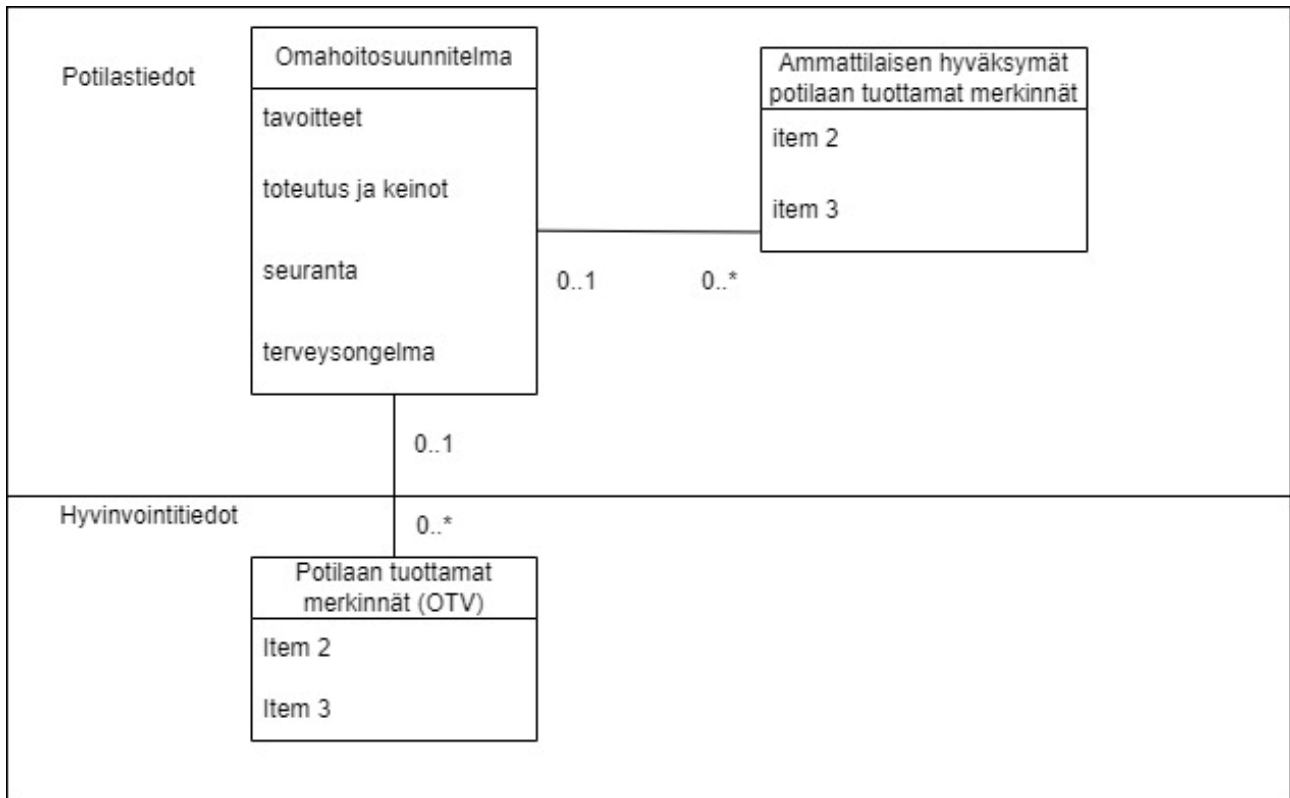 Potilastiedot
Omahoitosuunnitelma
tavoitteet
toteutus ja keinot
seuranta
terveysongelma
Ammattilaisen hyväksymät
potilaan tuottamat merkinnät
item 2
item 3
0..1
0..*
0..1
Hyvinvointitiedot
0..*
Potilaan tuottamat
merkinnät (OTV)
Item 2
Item 3